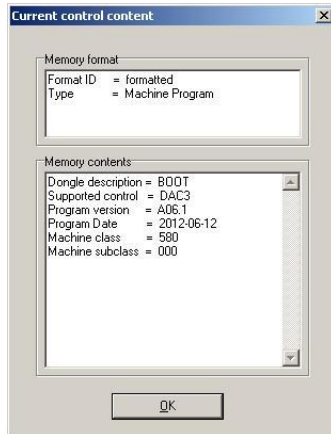 Current control content
Memory format
Format ID = formatted
Type = Machine Program
Memory contents
Dongle description = BOOT
Supported control = DAC3
Program version = A06.1
Program Date = 2012-06-12
Machine class = 580
Machine subclass = 000
OK